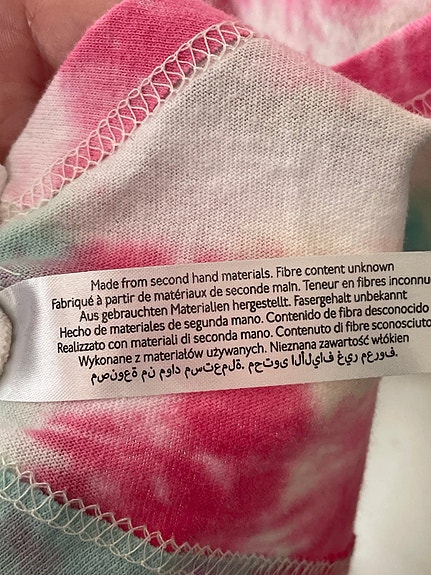 Made from second hand materials. Fibre content unknown
Fabriqué à partir de matériaux de seconde main. Teneur en fibres inconnu
Aus gebrauchten Materialien hergestellt. Fasergehalt unbekannt
Hecho de materiales de segunda mano. Contenido de fibra desconocido
Realizzato con materiali di seconda mano. Contenuto di fibre sconosciuto
Wykonane z materiałów używanych. Nieznana zawartość włókien
مصنوعة من مواد مستعملة. محتوى الألياف غير معروف.